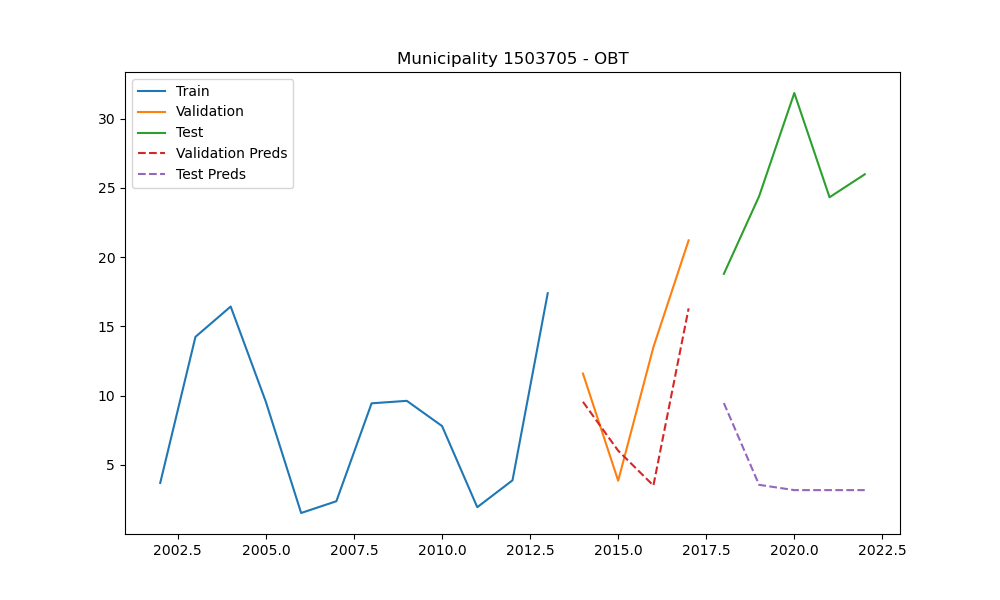 Municipality 1503705 - OBT
Train
Validation
Test
Validation Preds
Test Preds
30
25
20
15
10
5
2002.5 2005.0 2007.5 2010.0 2012.5 2015.0 2017.5 2020.0 2022.5